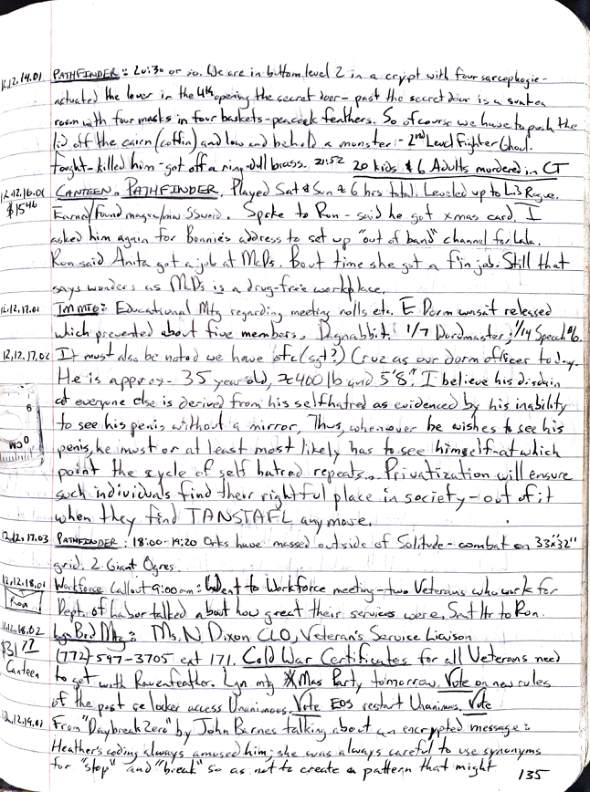 12.12.14.01 PATHFINDER: 20:30 or so. We are in bottom level 2 in a crypt with four sarcophagie-
actuated the lever in the 4th opening the secret door - past the secret door is a sunken
room with four masks in four baskets - peacock feathers. So ofcourse we have to push the
lid off the cairn (coffin) and low and behold a monster - 2nd Level Fighter Ghoul.
Fought - killed him - got off a ring - dull brass. 21:52 20 kids & 6 Adults murdered in CT
12.12.16.01 CANTEEN. PATHFINDER. Played Sat & Sun & 6 hrs total. Leveled up to L3 Rogue.
$1546 Earned/found magic/min Sword. Spoke to Ron - said he got xmas card. I
asked him again for Bonnie's address to set up "out of band" channel for Lala.
Ron said Anita got a job at McDs. Bout time she got a f'in job. Still that
says wonders as McDs is a drug-free workplace.
12.12.17.01 Educational Mtg regarding meeting rolls etc. E Dorm wasn't released
which prevented about five members. Dagnabbit. 1/7 Dordmaster; 1/14 Speech 6.
12.12.17.02 It must also be noted we have ofc (sgt?) Cruz as our dorm officer today.
He is approx - 35 year old, ≈400 lb and 5'8". I believe his disdain
at everyone else is derived from his self hatred as evidenced by his inability
to see his penis without a mirror. Thus, whenever he wishes to see his
penis, he must or at least most likely has to see himself - at which
point the cycle of self hatred repeats... Privatization will ensure
such individuals find their rightful place in society - out of it
when they find TANSTAFL anymore.
12.12.17.03 PATHFINDER: 18:00-19:20 Orks have massed outside of Solitude - combat on 33"x32"
grid. 2 Giant Ogres.
12.12.18.01 Workforce Callout 9:00am: Went to Workforce meeting - two Veterans who work for
Ron Dept. of Labor talked about how great their services were. Sent ltr to Ron.
12.12.18.02 Lgn Brd Mtg: Ms. N Dixon CLO, Veteran's Service Liaison
(772)-597-3705 ext 171. Cold War Certificates for all Veterans need
Canteen to get with Ravenfeather. Lgn mtg XMas Party tomorrow. Vote on new rules
of the post re locker access Unanimous. Vote EOS restart Unanimous. Vote
12.12.19.01 From "Daybreak Zero" by John Barnes talking about an encrypted message:
Heather's coding always amused him; she was always careful to use synonyms
for "stop" and "break" so as not to create a pattern that might
135